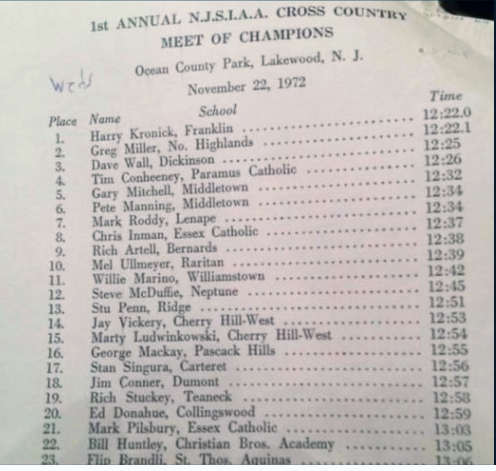 1st ANNUAL N.J.S.I.A.A. CROSS COUNTRY
MEET OF CHAMPIONS
Ocean County Park, Lakewood, N. J.
November 22, 1972
Place Name School Time
1. Harry Kronick, Franklin 12:22.0
2. Greg Miller, No. Highlands 12:22.1
3. Dave Wall, Dickinson 12:25
4. Tim Conheeney, Paramus Catholic 12:26
5. Gary Mitchell, Middletown 12:32
6. Pete Manning, Middletown 12:34
7. Mark Roddy, Lenape 12:34
8. Chris Inman, Essex Catholic 12:37
9. Rich Artell, Bernards 12:38
10. Mel Ullmeyer, Raritan 12:39
11. Willie Marino, Williamstown 12:42
12. Steve McDuffie, Neptune 12:45
13. Stu Penn, Ridge 12:51
14. Jay Vickery, Cherry Hill-West 12:53
15. Marty Ludwinkowski, Cherry Hill-West 12:54
16. George Mackay, Pascack Hills 12:55
17. Stan Singura, Carteret 12:56
18. Jim Conner, Dumont 12:57
19. Rich Stuckey, Teaneck 12:58
20. Ed Donahue, Collingswood 12:59
21. Mark Pilsbury, Essex Catholic 13:03
22. Bill Huntley, Christian Bros. Academy 13:05
23. Flip Brandli, St. Thos. Aquinas 13:06